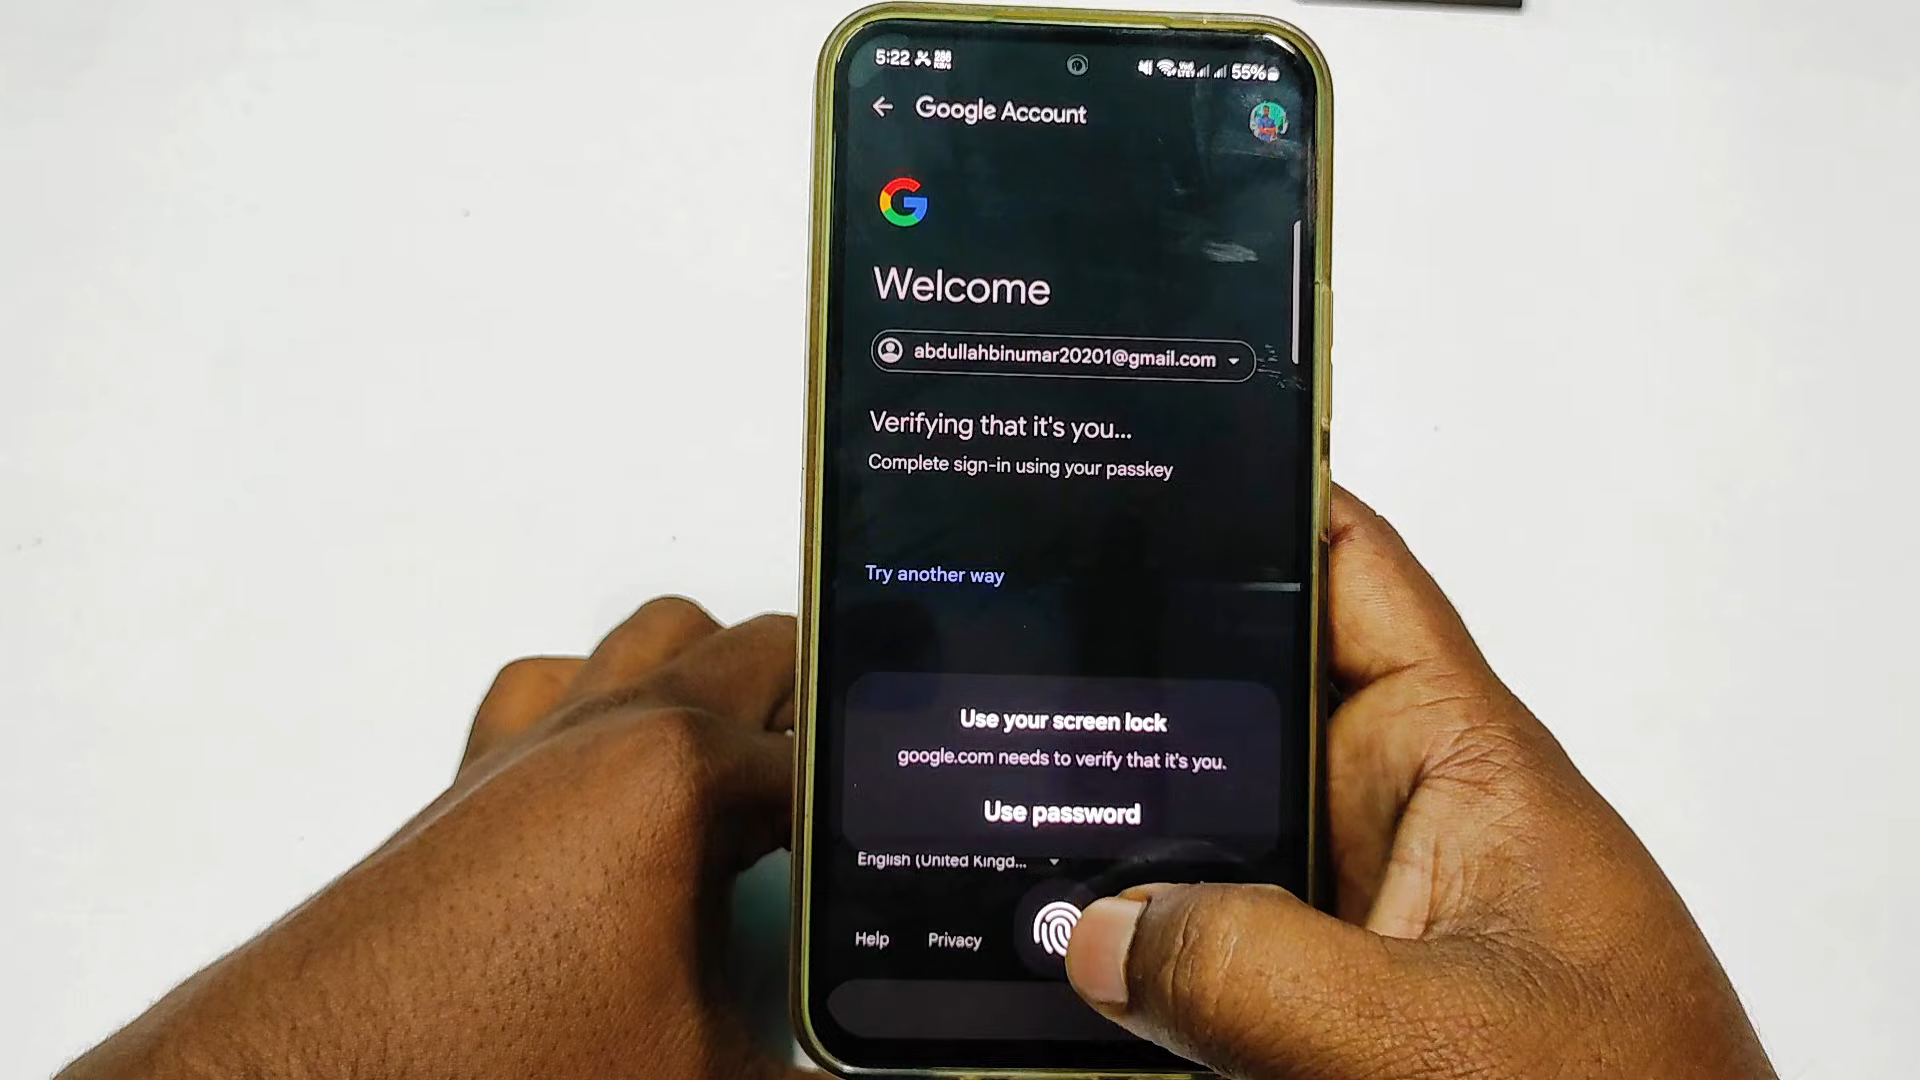 5:22
55%
Google Account
Welcome
abdullahbinumar20201@gmail.com
Verifying that it's you...
Complete sign-in using your passkey
Try another way
Use your screen lock
google.com needs to verify that it's you.
Use password
English (United Kingd...
Help Privacy